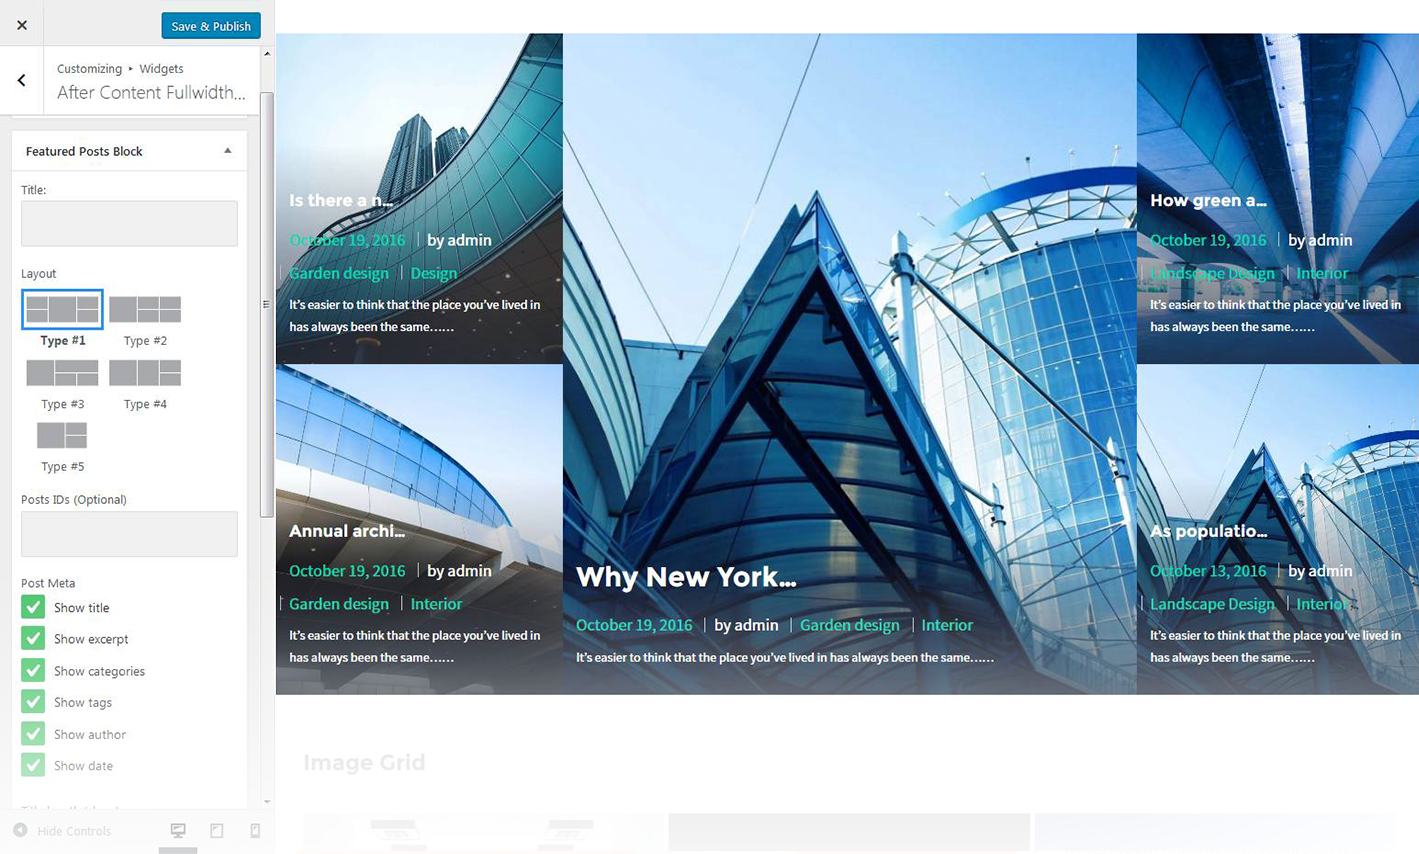 Save & Publish
Customizing ▸ Widgets
After Content Fullwidth...
Featured Posts Block
Title:
Layout
Type #1
Type #2
Type #3
Type #4
Type #5
Posts IDs (Optional)
Post Meta
Show title
Show excerpt
Show categories
Show tags
Show author
Show date
Hide Controls
Is there a n...
October 19, 2016 by admin
Garden design Design
It's easier to think that the place you've lived in
has always been the same......
Annual archi...
October 19, 2016 by admin
Garden design Interior
It's easier to think that the place you've lived in
has always been the same......
Why New York...
October 19, 2016 by admin Garden design Interior
It's easier to think that the place you've lived in has always been the same......
How green a...
October 19, 2016 by admin
Landscape Design Interior
It's easier to think that the place you've lived in
has always been the same......
As populatio...
October 13, 2016 by admin
Landscape Design Interior
It's easier to think that the place you've lived in
has always been the same......
Image Grid